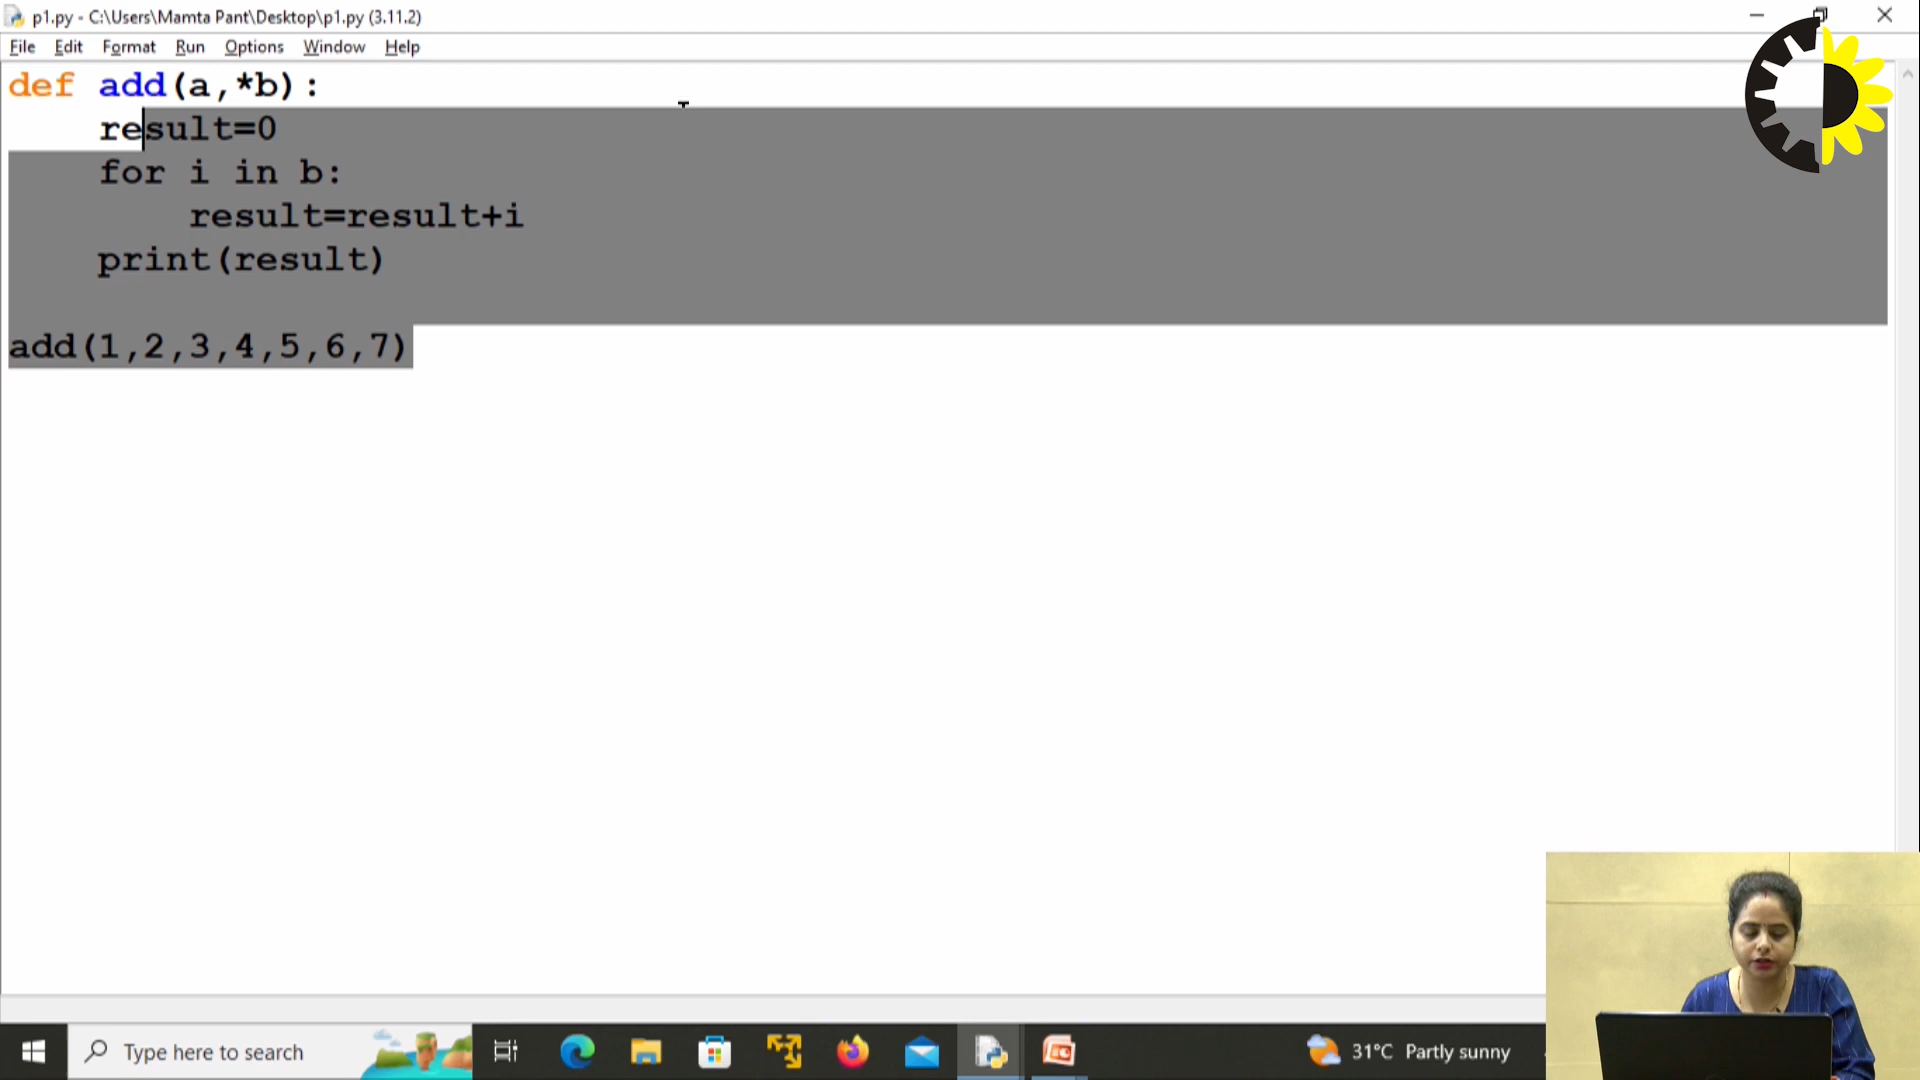 p1.py - C:\Users\Mamta Pant\Desktop\p1.py (3.11.2)
File Edit Format Run Options Window Help
def add(a,*b):
    result=0
    for i in b:
        result=result+i
    print(result)
add(1,2,3,4,5,6,7)
Type here to search
31°C Partly sunny